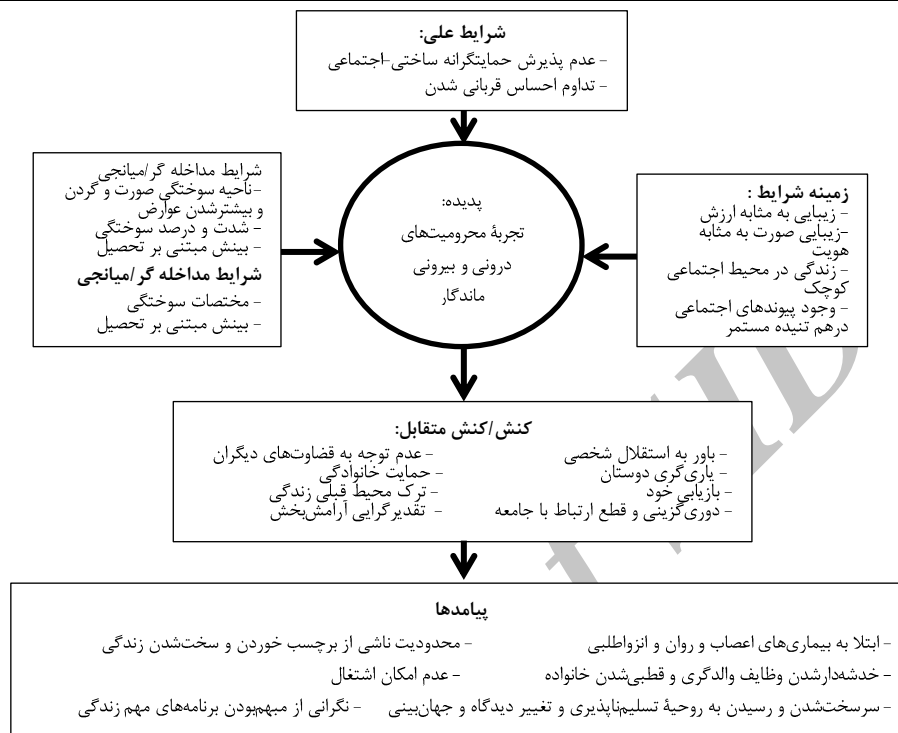 شرایط علی:
- عدم پذیرش حمایتگرانه ساختی-اجتماعی
- تداوم احساس قربانی شدن
زمینه شرایط :
- زیبایی به مثابه ارزش
-زیبایی صورت به مثابه
هویت
- زندگی در محیط اجتماعی
کوچک
- وجود پیوندهای اجتماعی
درهم تنیده مستمر
پدیده:
تجربۀ محرومیت‌های
درونی و بیرونی
ماندگار
شرایط مداخله گر/میانجی
-ناحیه سوختگی صورت و گردن
و بیشترشدن عوارض
- شدت و درصد سوختگی
- بینش مبتنی بر تحصیل
شرایط مداخله گر/میانجی
- مختصات سوختگی
- بینش مبتنی بر تحصیل
کنش/کنش متقابل:
- باور به استقلال شخصی
- عدم توجه به قضاوت‌های دیگران
- یاری‌گری دوستان
- حمایت خانوادگی
- بازیابی خود
- ترک محیط قبلی زندگی
- دوری‌گزینی و قطع ارتباط با جامعه
- تقدیرگرایی آرامش‌بخش
پیامدها
- ابتلا به بیماری‌های اعصاب و روان و انزواطلبی
- محدودیت ناشی از برچسب خوردن و سخت‌شدن زندگی
- خدشه‌دارشدن وظایف والدگری و قطبی‌شدن خانواده
- عدم امکان اشتغال
- سرسخت‌شدن و رسیدن به روحیۀ تسلیم‌ناپذیری و تغییر دیدگاه و جهان‌بینی
- نگرانی از مبهم‌بودن برنامه‌های مهم زندگی